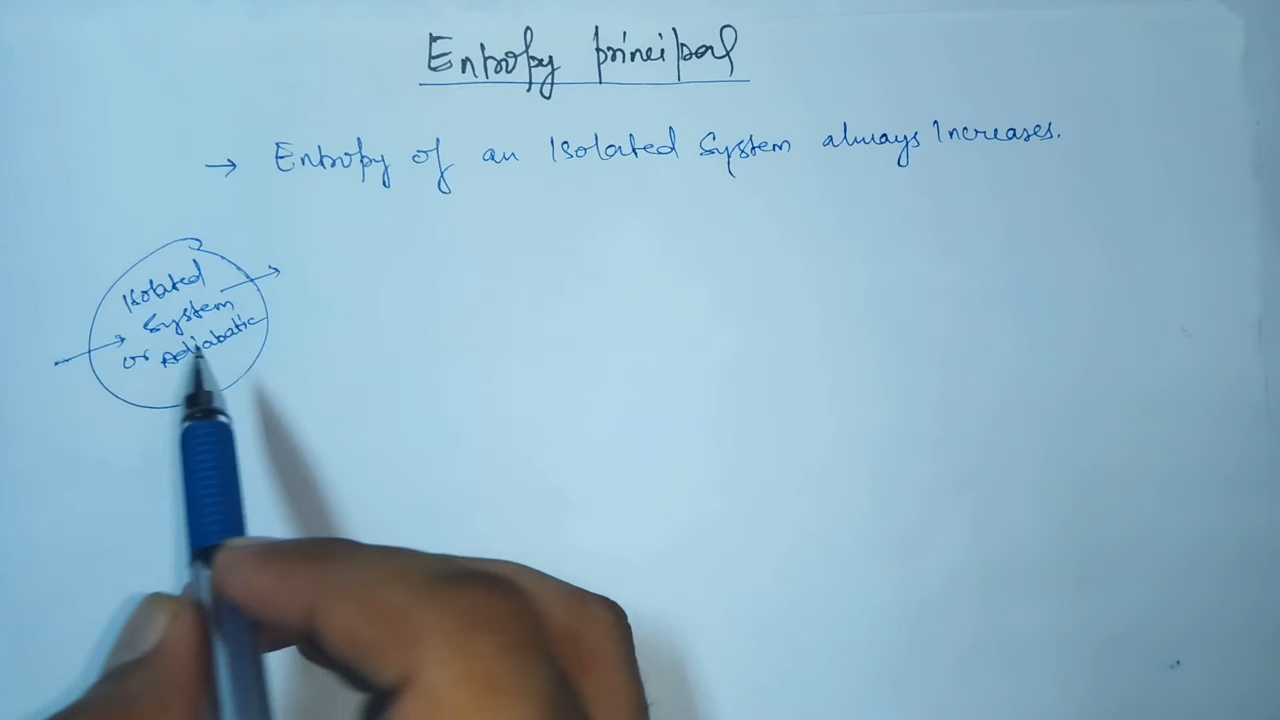 Entropy principal
→ Entropy of an Isolated System always Increases.
Isolated
System
or Adiabatic